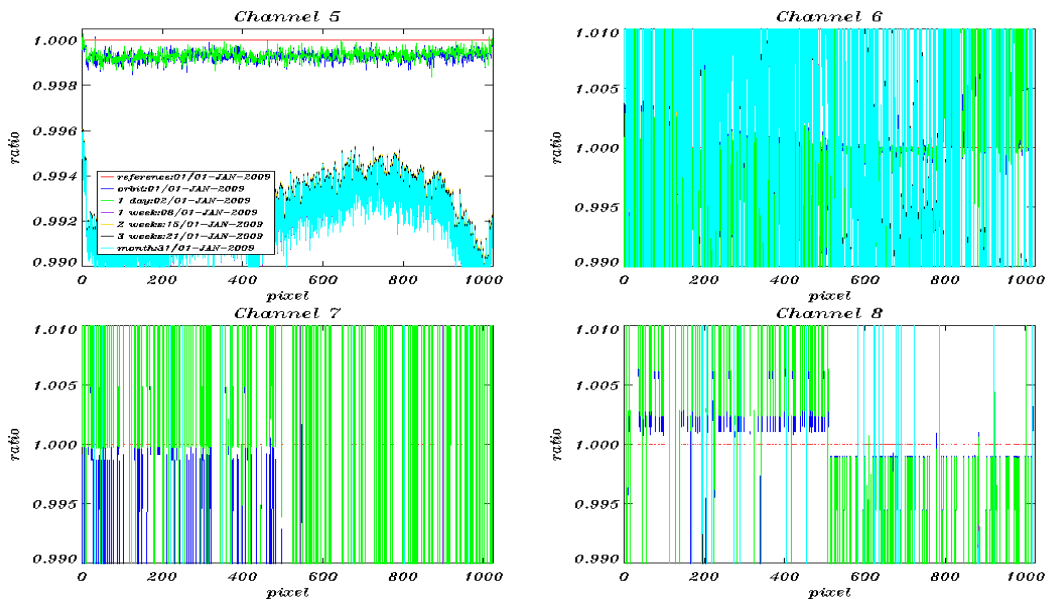 Channel 5
1.000
0.998
0.996
0.994
0.992
0.990
ratio
reference:01/01-JAN-2009
orbit:01/01-JAN-2009
1 day:02/01-JAN-2009
1 weeks:08/01-JAN-2009
2 weeks:15/01-JAN-2009
3 weeks:21/01-JAN-2009
month:31/01-JAN-2009
0 200 400 600 800 1000
pixel
Channel 6
1.010
1.005
1.000
0.995
0.990
ratio
0 200 400 600 800 1000
pixel
Channel 7
1.010
1.005
1.000
0.995
0.990
ratio
0 200 400 600 800 1000
pixel
Channel 8
1.010
1.005
1.000
0.995
0.990
ratio
0 200 400 600 800 1000
pixel